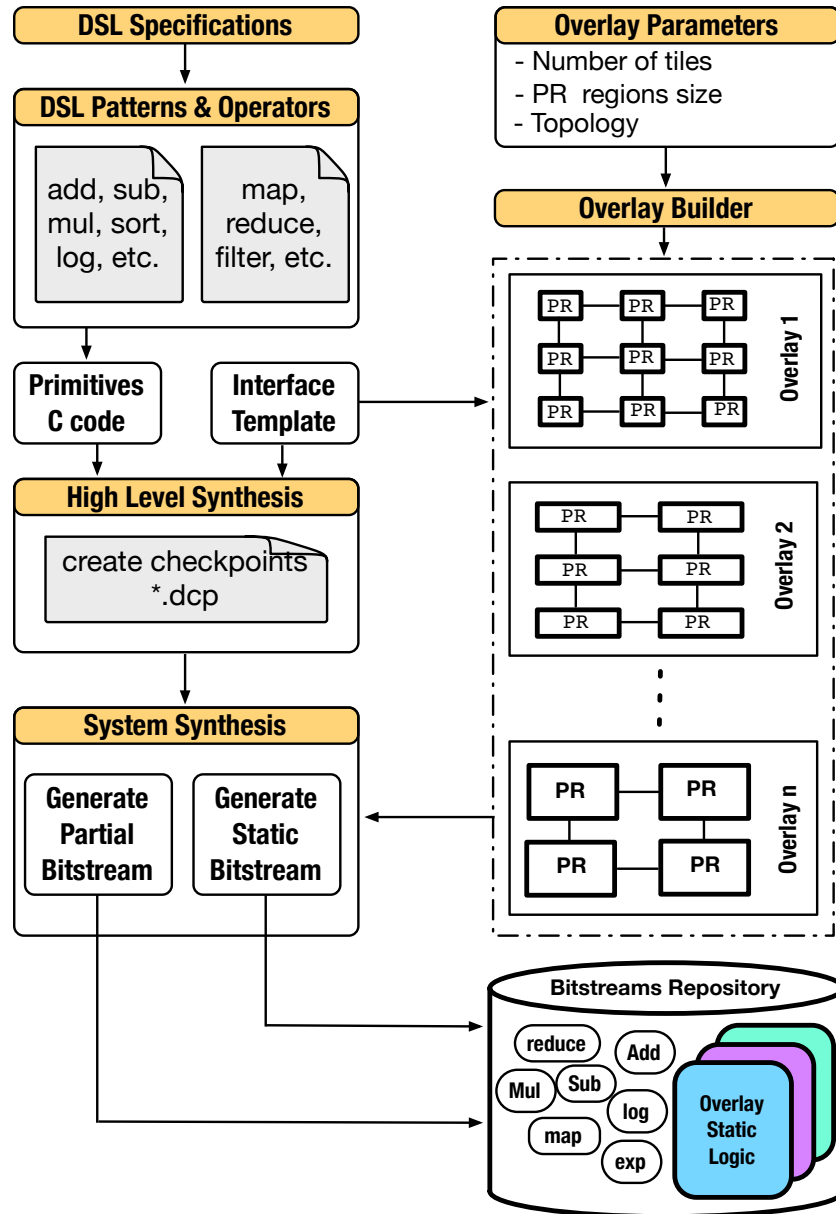 DSL Specifications
DSL Patterns & Operators
add, sub,
mul, sort,
log, etc.
map,
reduce,
filter, etc.
Primitives
C code
Interface
Template
High Level Synthesis
create checkpoints
*.dcp
System Synthesis
Generate
Partial
Bitstream
Generate
Static
Bitstream
Overlay Parameters
- Number of tiles
- PR regions size
- Topology
Overlay Builder
PR PR PR
PR PR PR
PR PR PR
Overlay 1
PR PR
PR PR
PR PR
Overlay 2
PR PR
PR PR
Overlay n
Bitstreams Repository
reduce
Add
Mul
Sub
log
map
exp
Overlay
Static
Logic